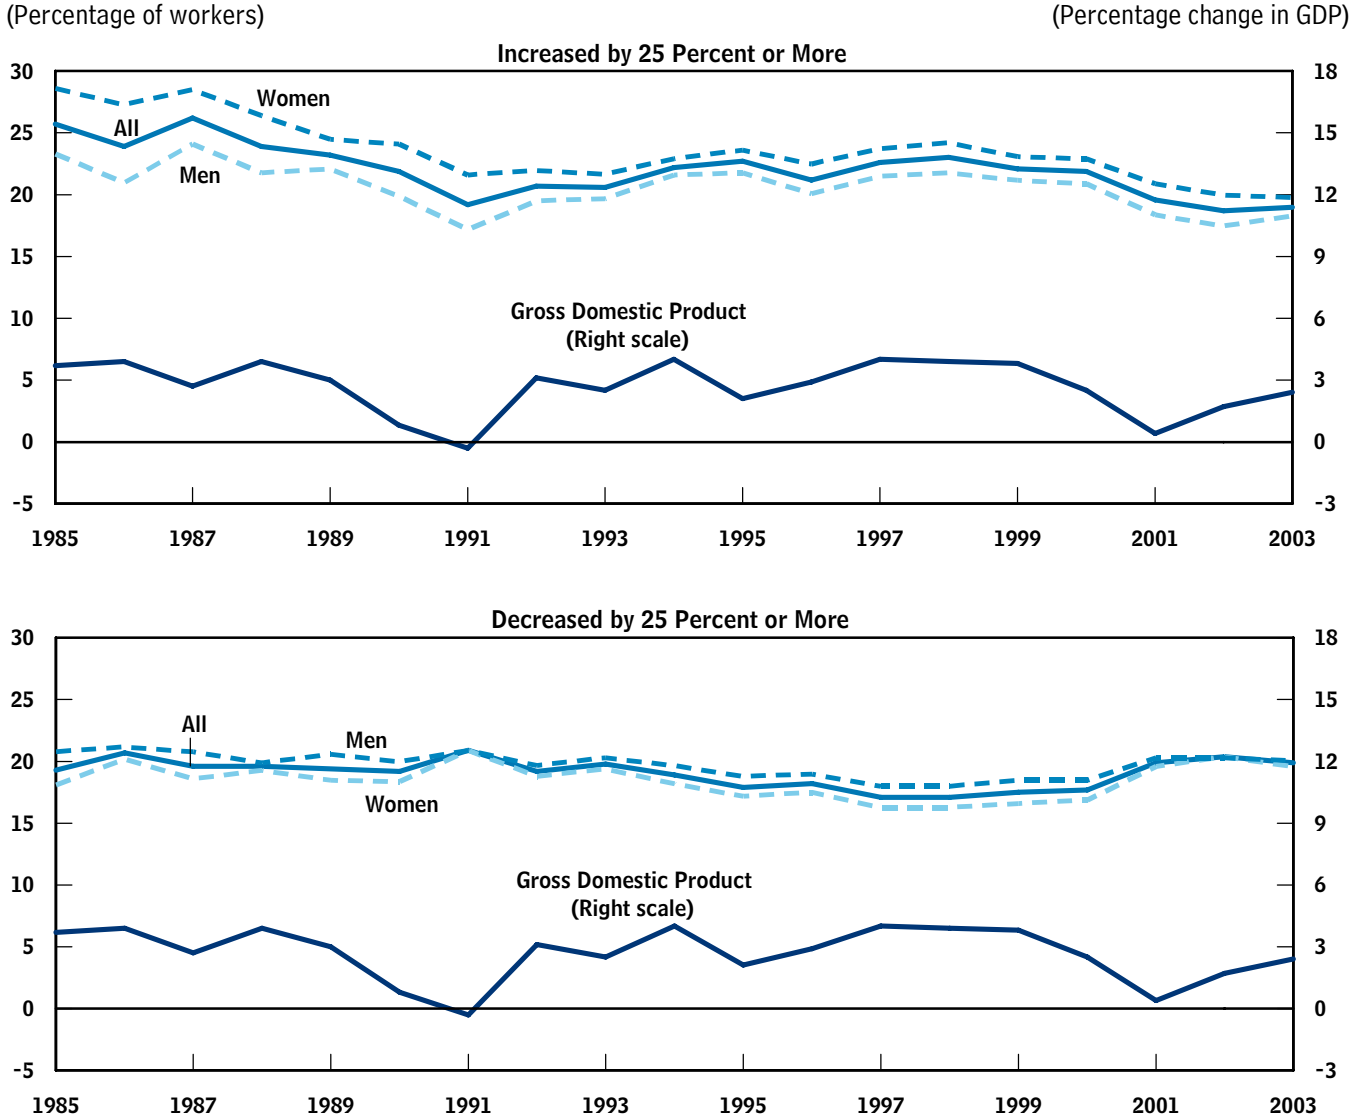 (Percentage of workers) (Percentage change in GDP)
Increased by 25 Percent or More
30 18
Women
25 All 15
Men
20 12
15 9
10 Gross Domestic Product 6
(Right scale)
5 3
0 0
-5 -3
1985 1987 1989 1991 1993 1995 1997 1999 2001 2003
Decreased by 25 Percent or More
30 18
25 15
All
Men
20 12
Women
15 9
10 Gross Domestic Product 6
(Right scale)
5 3
0 0
-5 -3
1985 1987 1989 1991 1993 1995 1997 1999 2001 2003